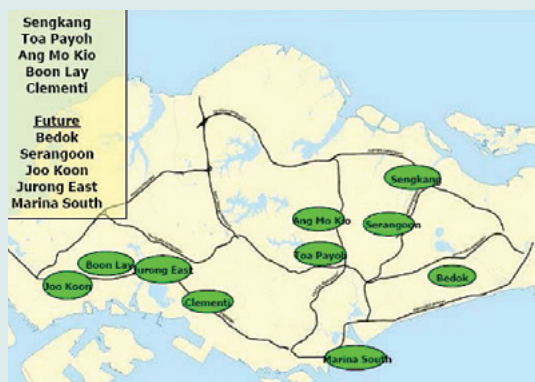 Sengkang
Toa Payoh
Ang Mo Kio
Boon Lay
Clementi
Future
Bedok
Serangoon
Joo Koon
Jurong East
Marina South
Sengkang
Ang Mo Kio
Serangoon
Toa Payoh
Boon Lay
Jurong East
Bedok
Joo Koon
Clementi
Marina South